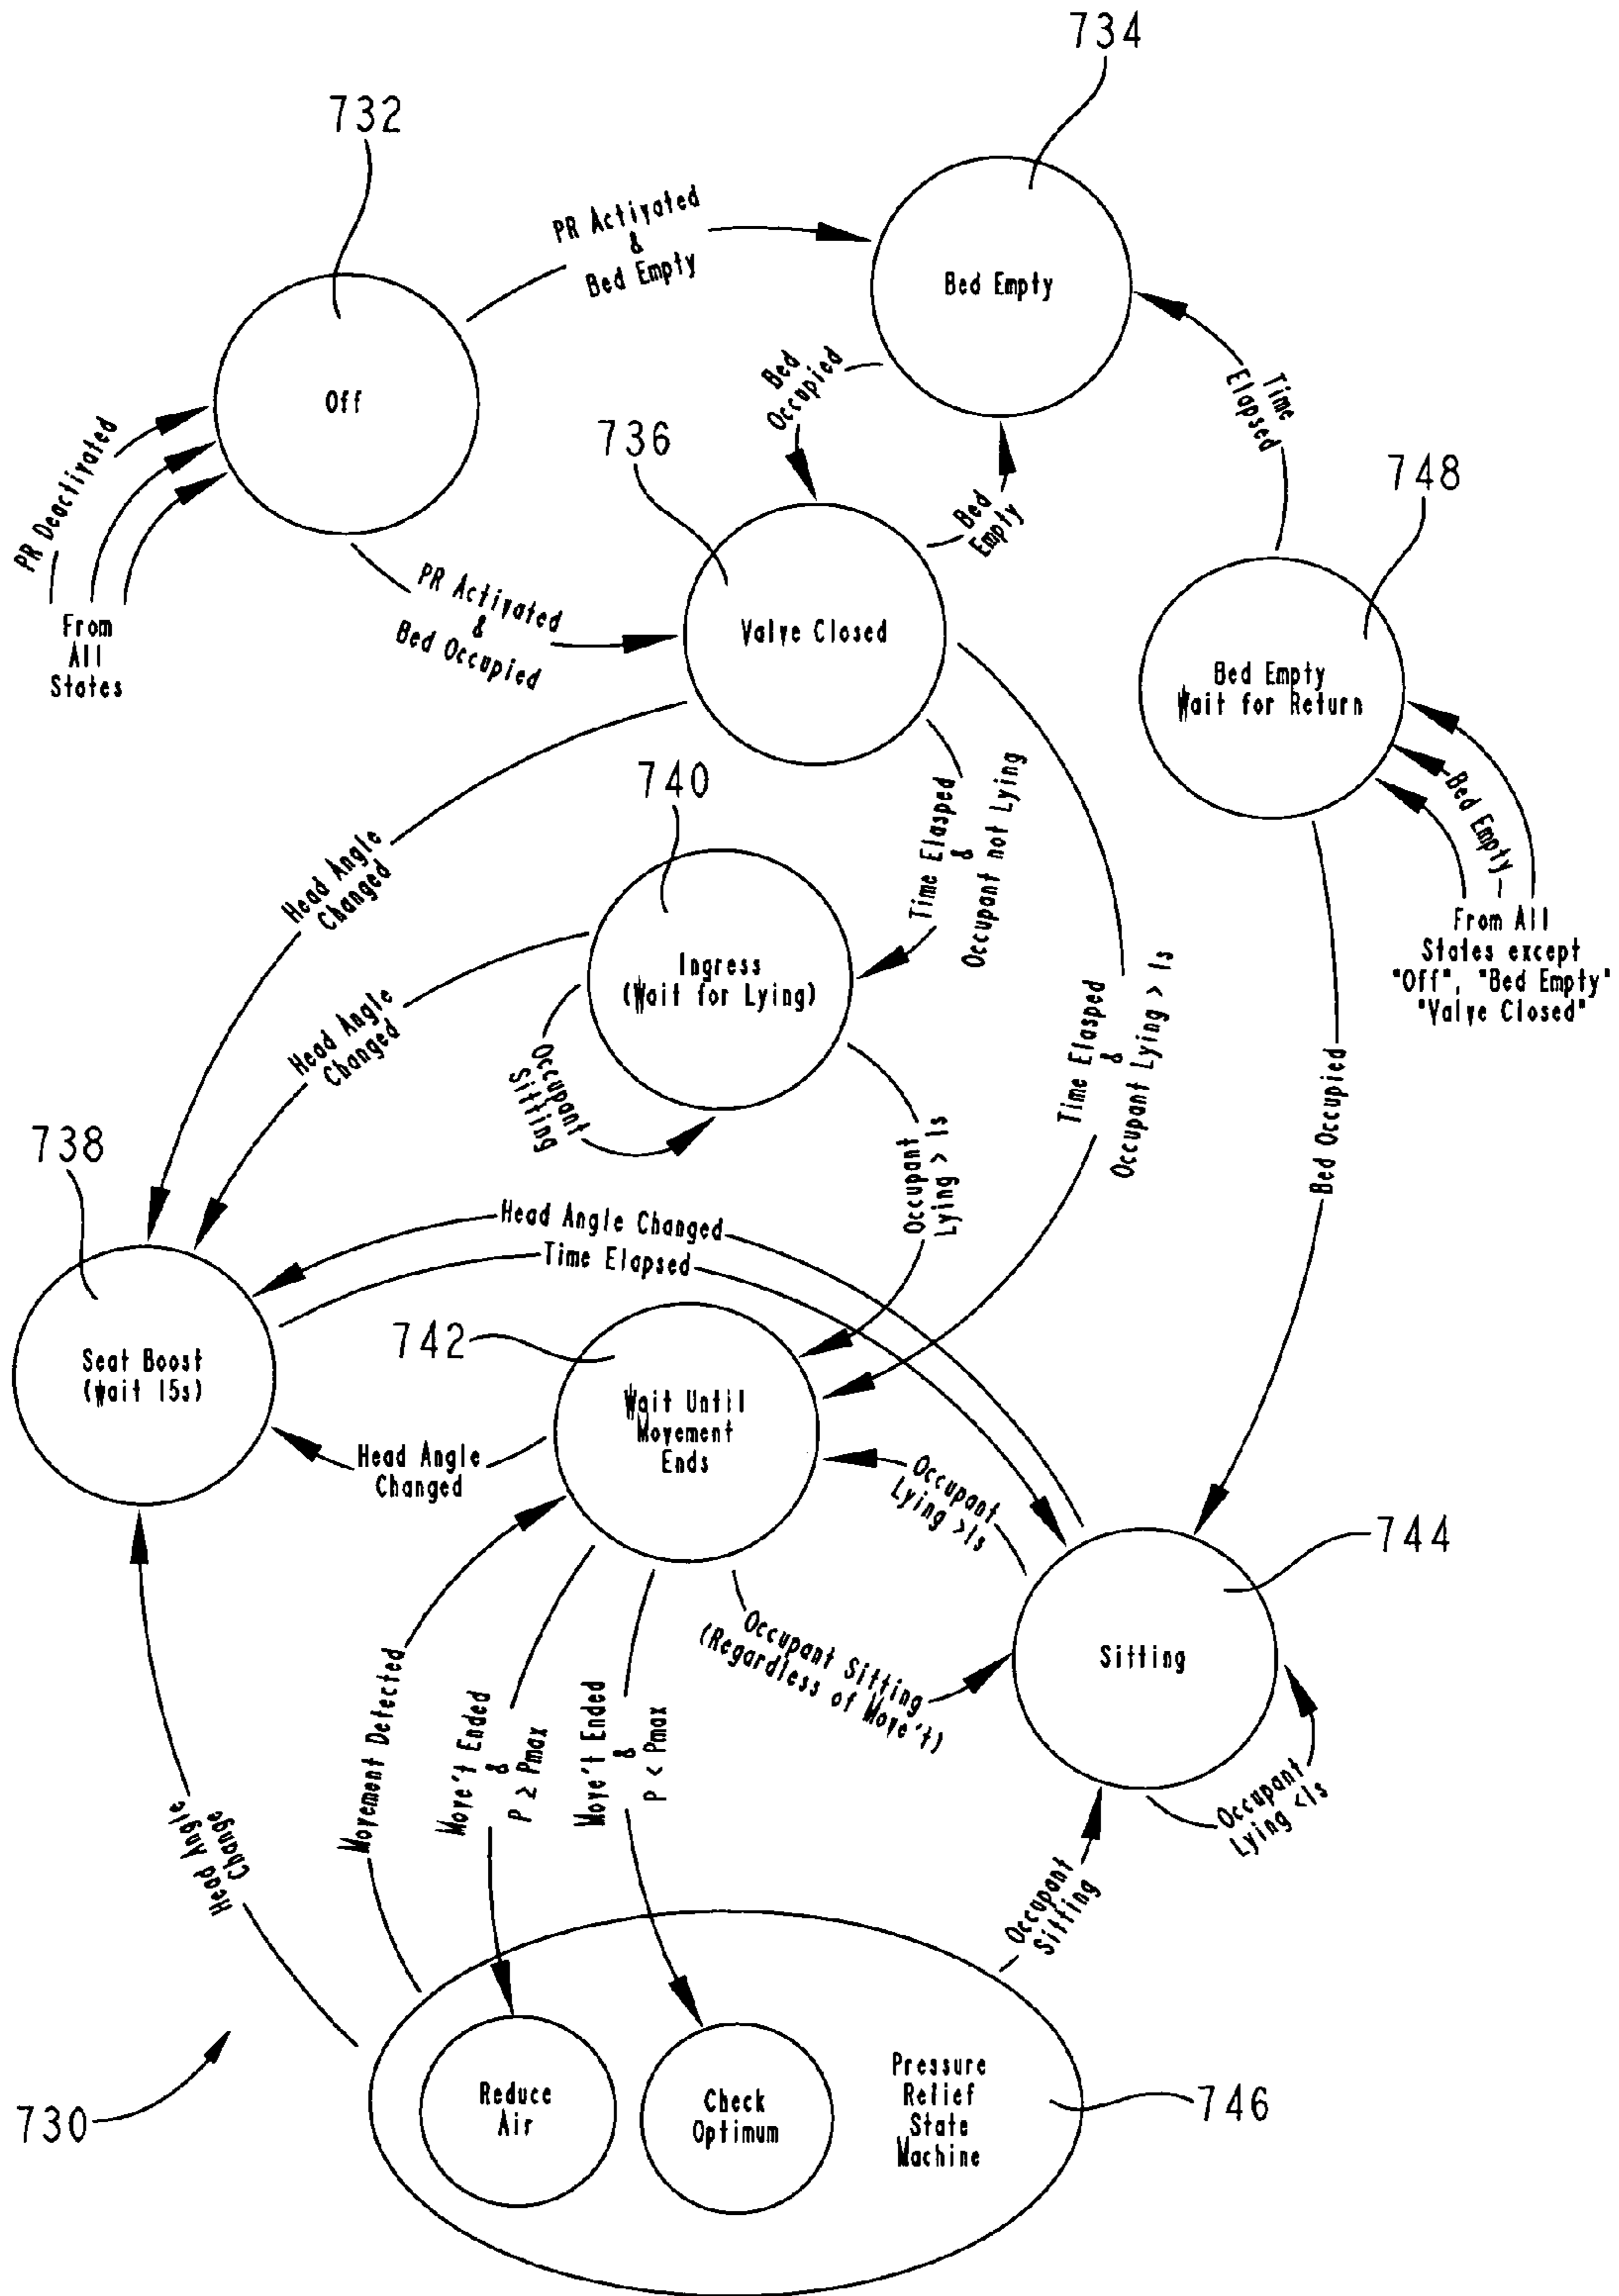 734
732
PR Activated
&
Bed Empty
Bed Empty
Off
Bed
Occupied
Time
Elapsed
736
748
PR Deactivated
Bed
Empty
PR Activated
&
Bed Occupied
From
All
States
Valve Closed
Bed Empty
Wait for Return
740
Time Elasped
&
Occupant not Lying
Bed Empty
Head Angle
Changed
From All
States except
"Off", "Bed Empty"
"Valve Closed"
Ingress
(Wait for Lying)
Head Angle
Changed
Time Elasped
&
Occupant Lying > 1s
Occupant
Sitting
Bed Occupied
738
Occupant
Lying > 1s
Head Angle Changed
Time Elapsed
742
Seat Boost
(Wait 15s)
Wait Until
Movement
Ends
Head Angle
Changed
Occupant
Lying >1s
744
Occupant Sitting
(Regardless of Move't)
Sitting
Movement Detected
Move't Ended
&
P ≥ Pmax
Move't Ended
&
P < Pmax
Head Angle
Change
Occupant
Lying <1s
Occupant
Sitting
Reduce
Air
Check
Optimum
Pressure
Relief
State
Machine
746
730